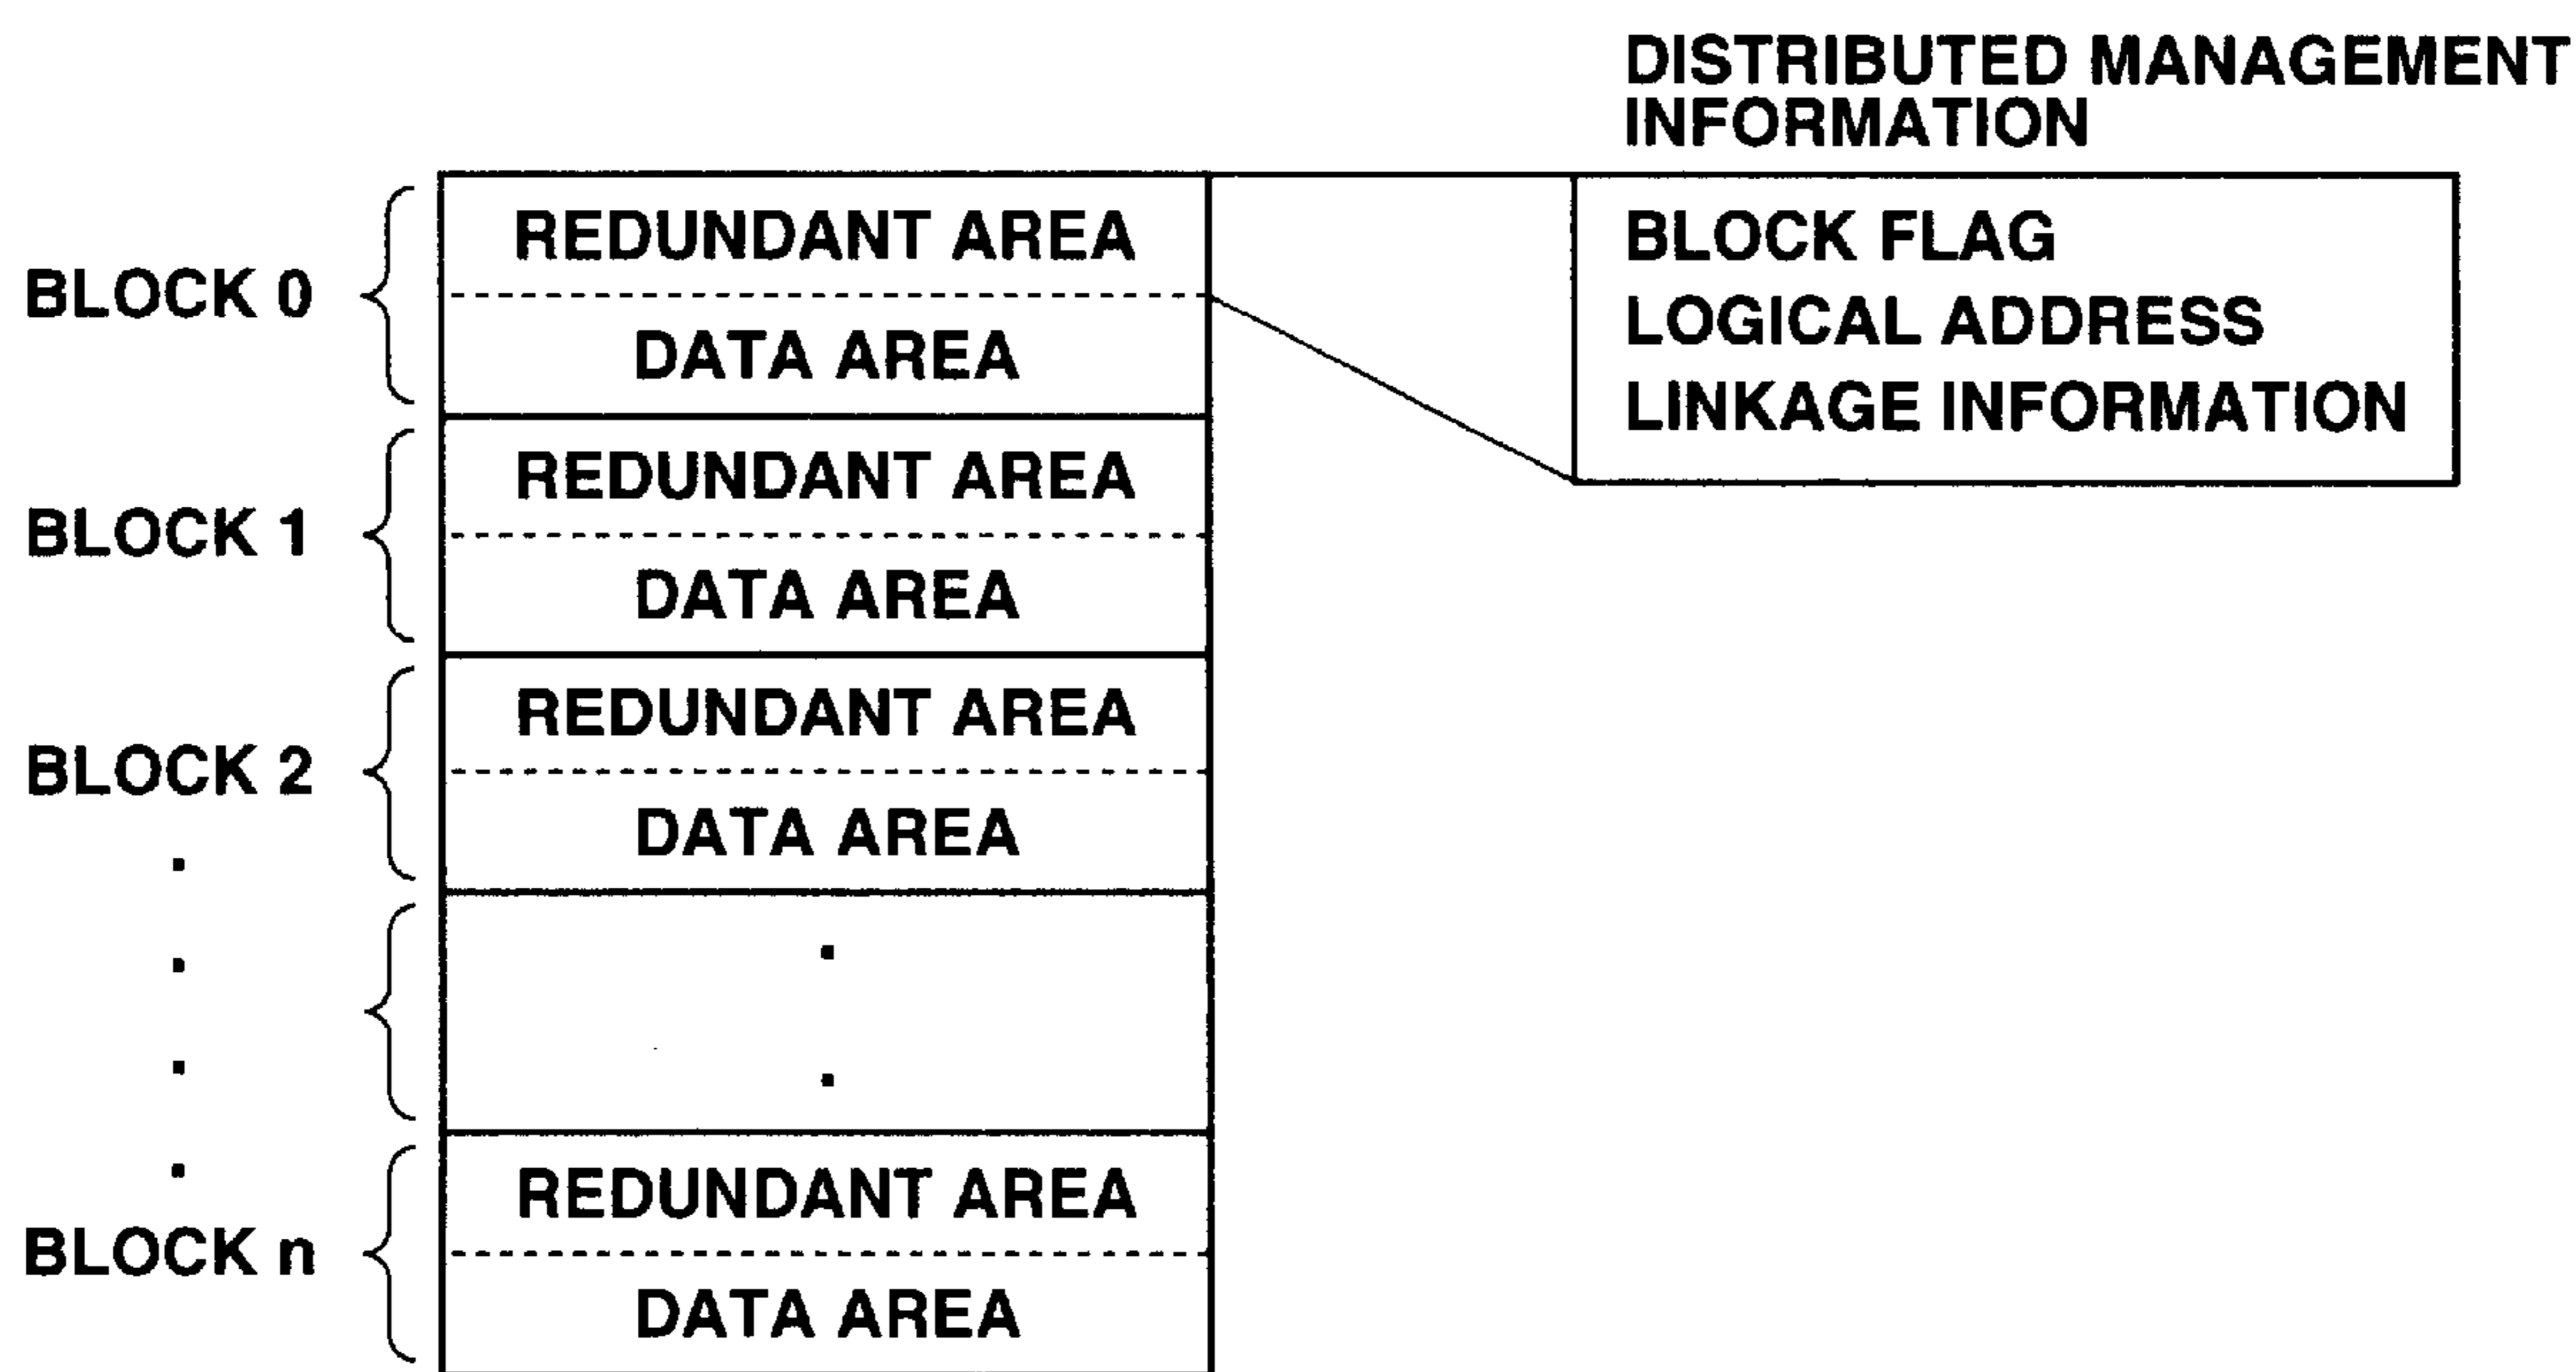 DISTRIBUTED MANAGEMENT
INFORMATION
BLOCK 0
REDUNDANT AREA
DATA AREA
BLOCK FLAG
LOGICAL ADDRESS
LINKAGE INFORMATION
BLOCK 1
REDUNDANT AREA
DATA AREA
BLOCK 2
REDUNDANT AREA
DATA AREA
BLOCK n
REDUNDANT AREA
DATA AREA